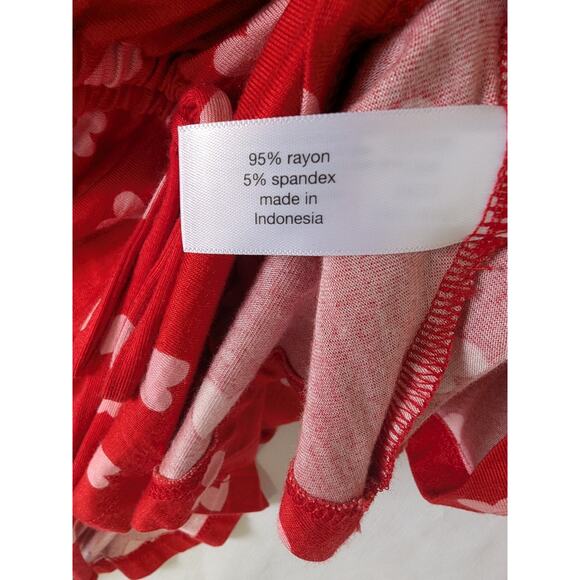 95% rayon
5% spandex
made in
Indonesia